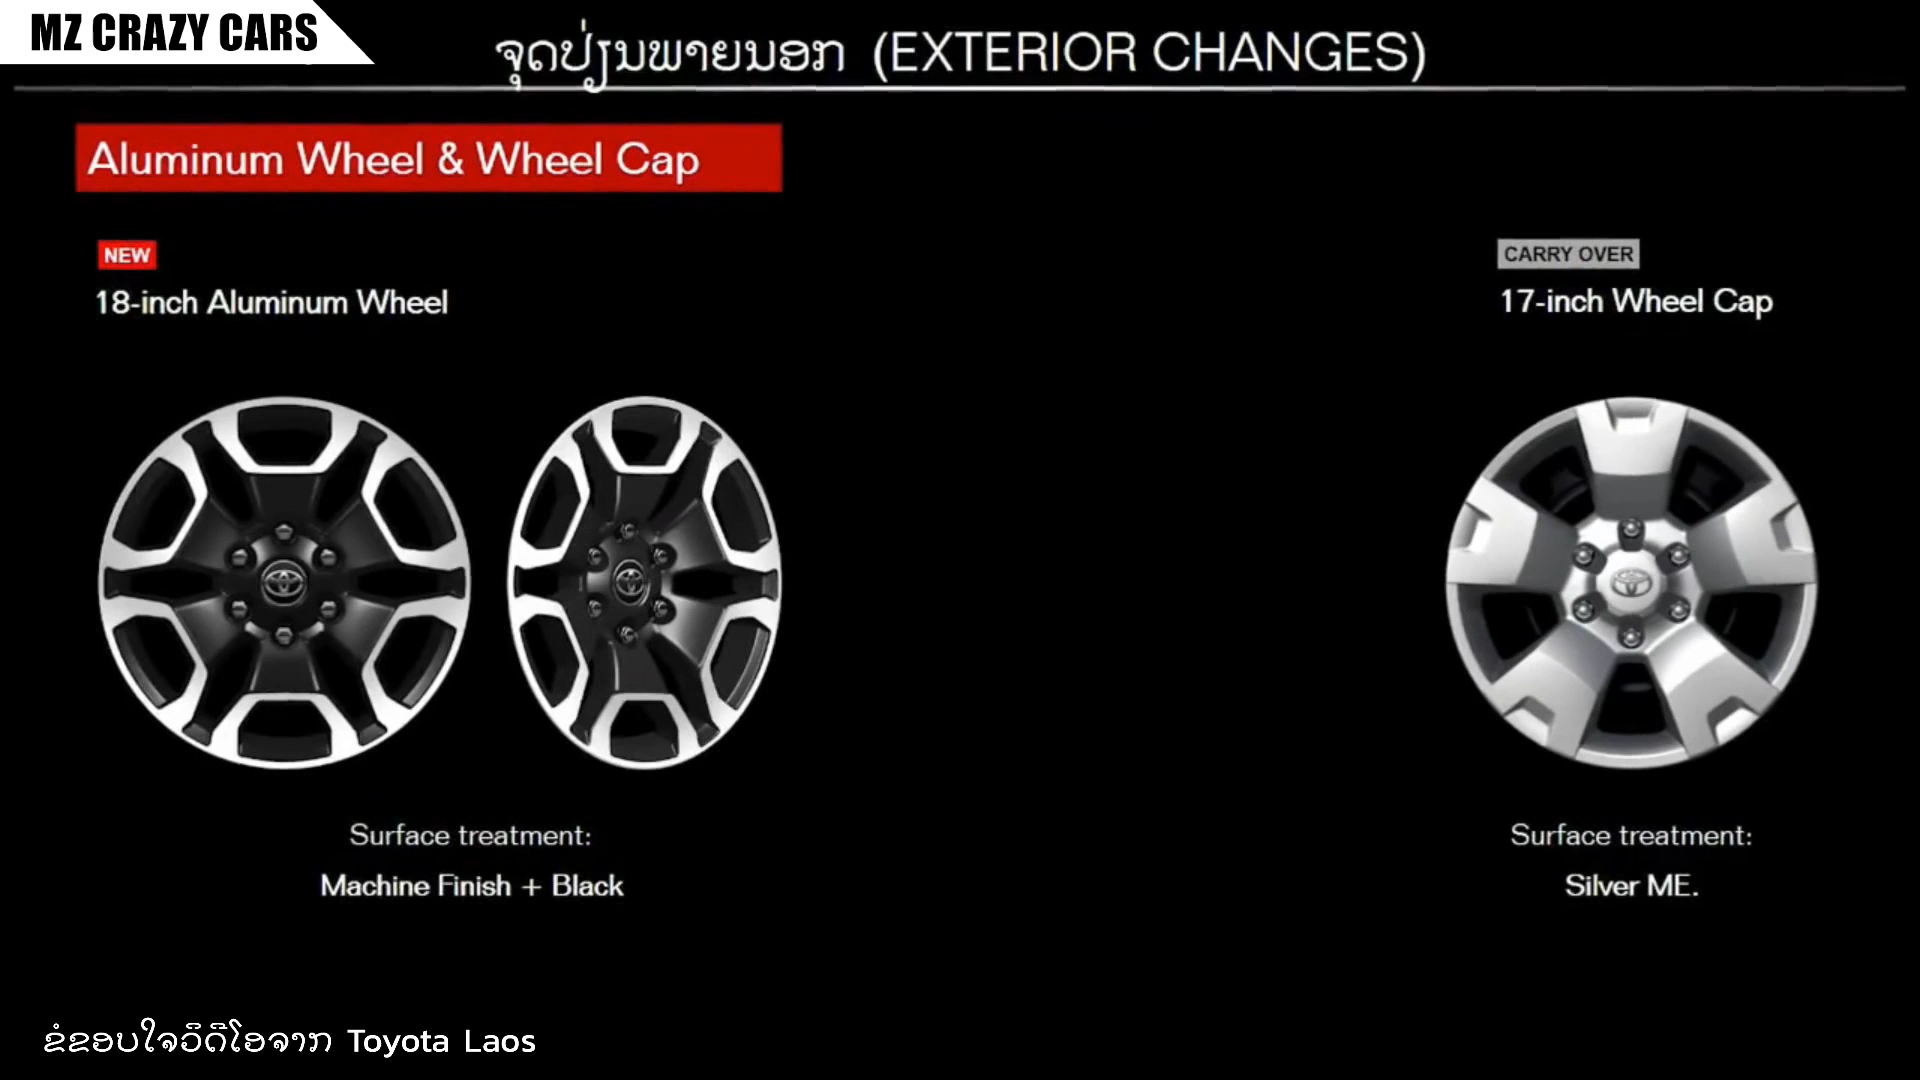 MZ CRAZY CARS
ຈຸດປ່ຽນພາຍນອກ (EXTERIOR CHANGES)
Aluminum Wheel & Wheel Cap
NEW
18-inch Aluminum Wheel
CARRY OVER
17-inch Wheel Cap
Surface treatment:
Machine Finish + Black
Surface treatment:
Silver ME.
ຂໍຂອບໃຈວິດີໂອຈາກ Toyota Laos